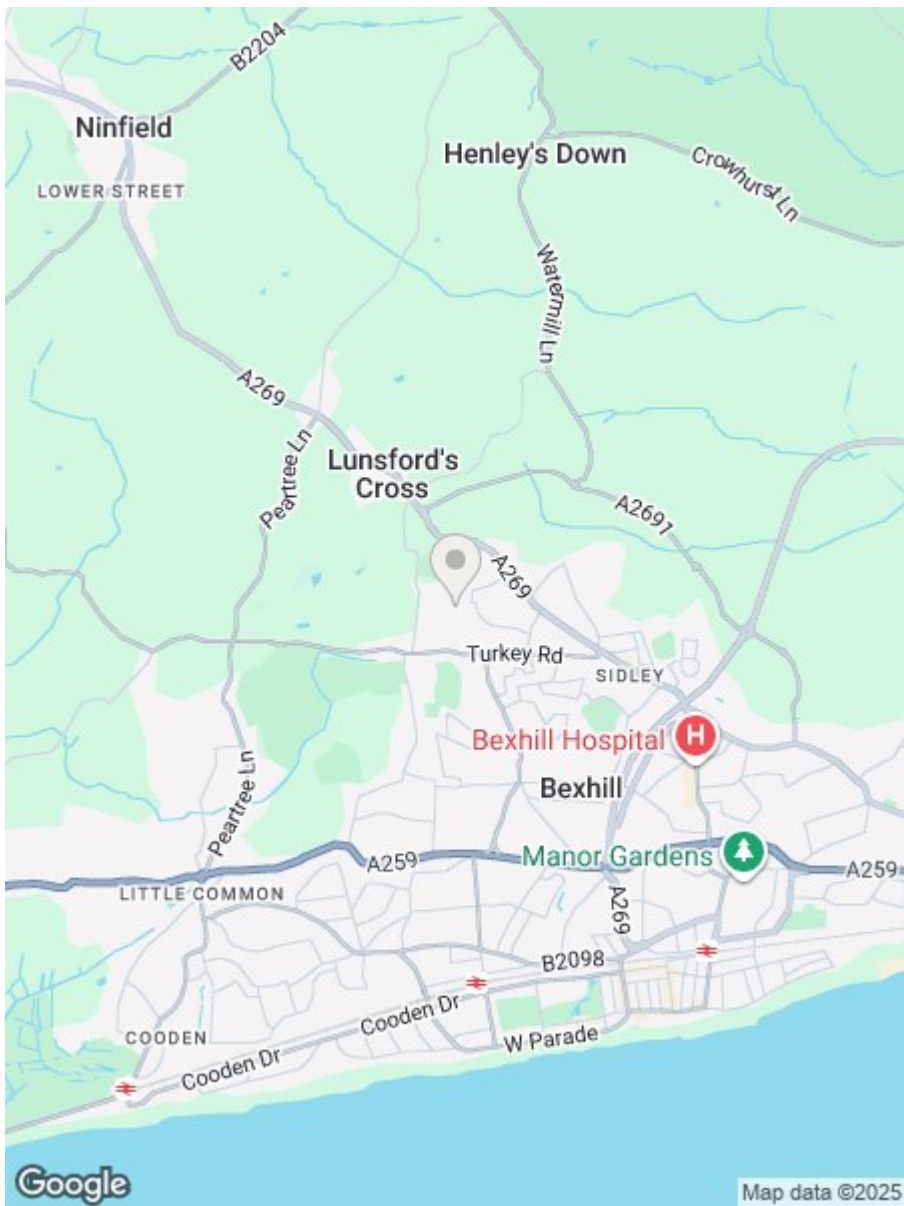 B2204
Ninfield
Henley's Down
LOWER STREET
Crowhurst Ln
Watermill Ln
A269
Peartree Ln
Lunsford's
Cross
A2691
A269
Turkey Rd
SIDLEY
Bexhill Hospital
H
Bexhill
Peartree Ln
Manor Gardens
A259
A259
LITTLE COMMON
A269
B2098
Cooden Dr
W Parade
COODEN
Cooden Dr
Google
Map data ©2025